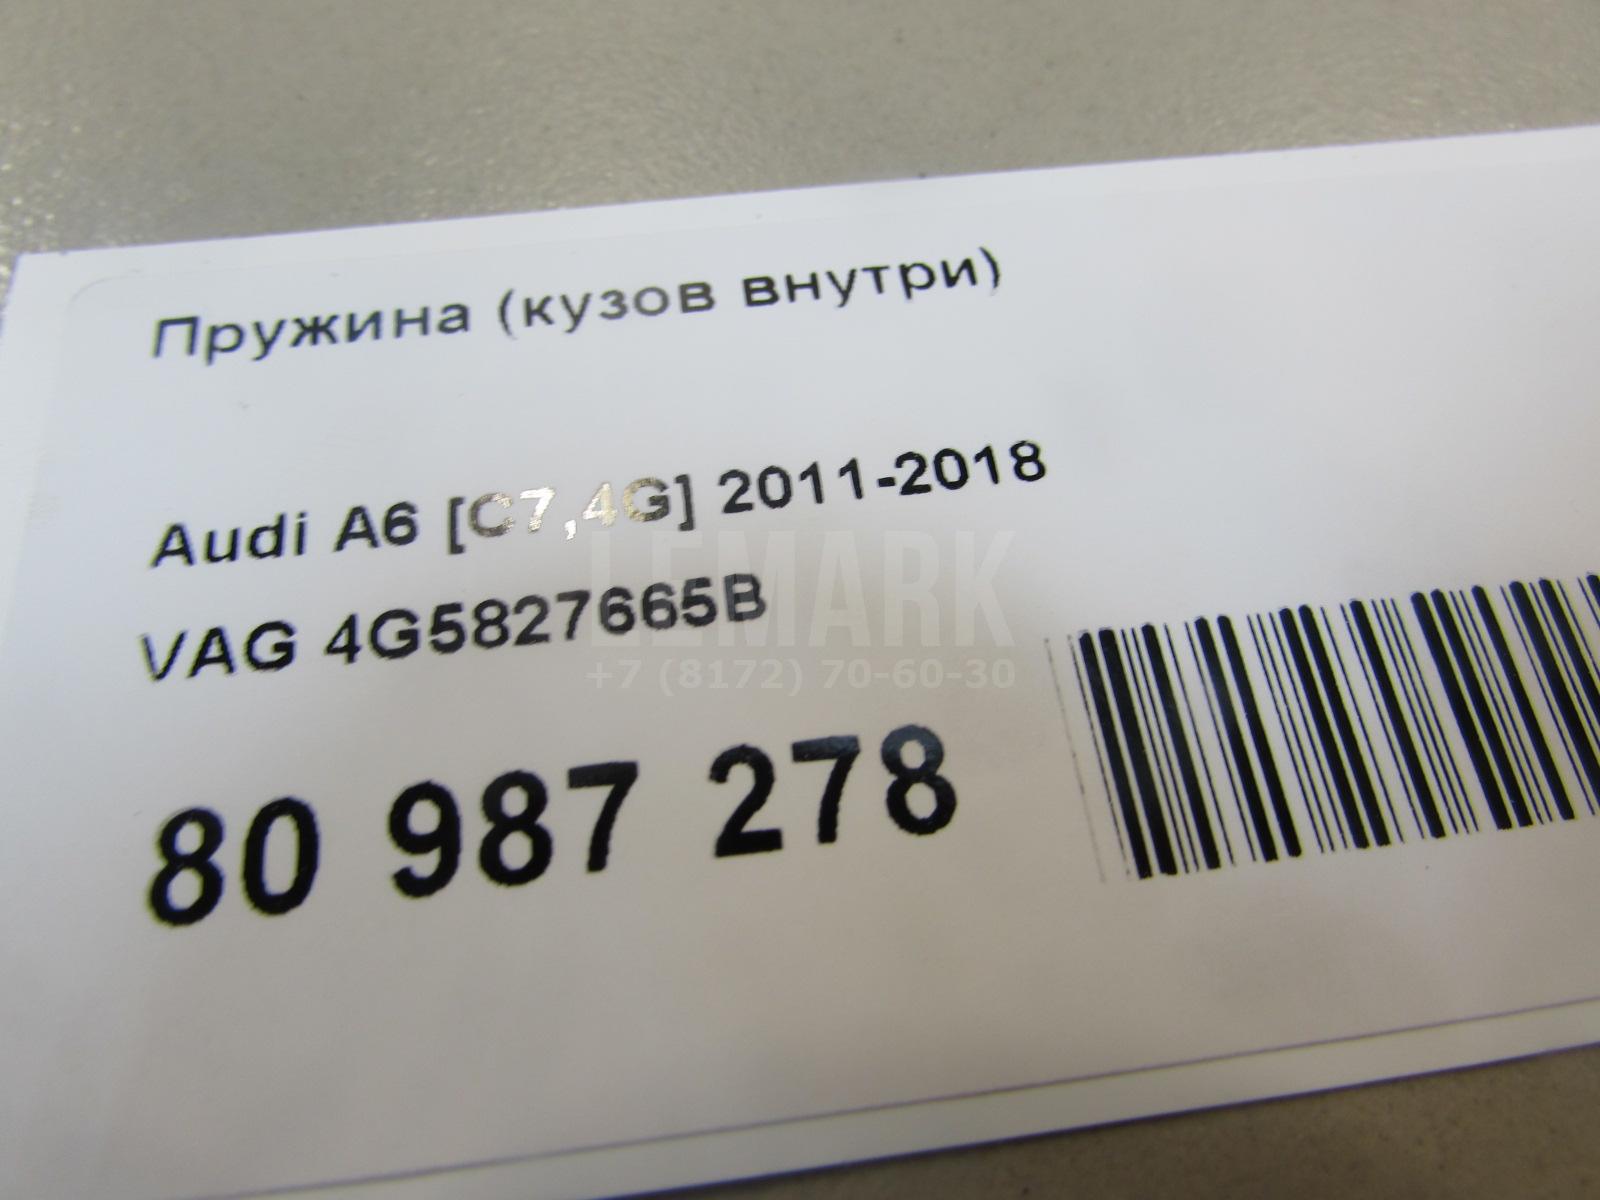 Пружина (кузов внутри)
Audi A6 [C7,4G] 2011-2018
VAG 4G5827665B
80 987 278
LEMARK
+7 (8172) 70-60-30